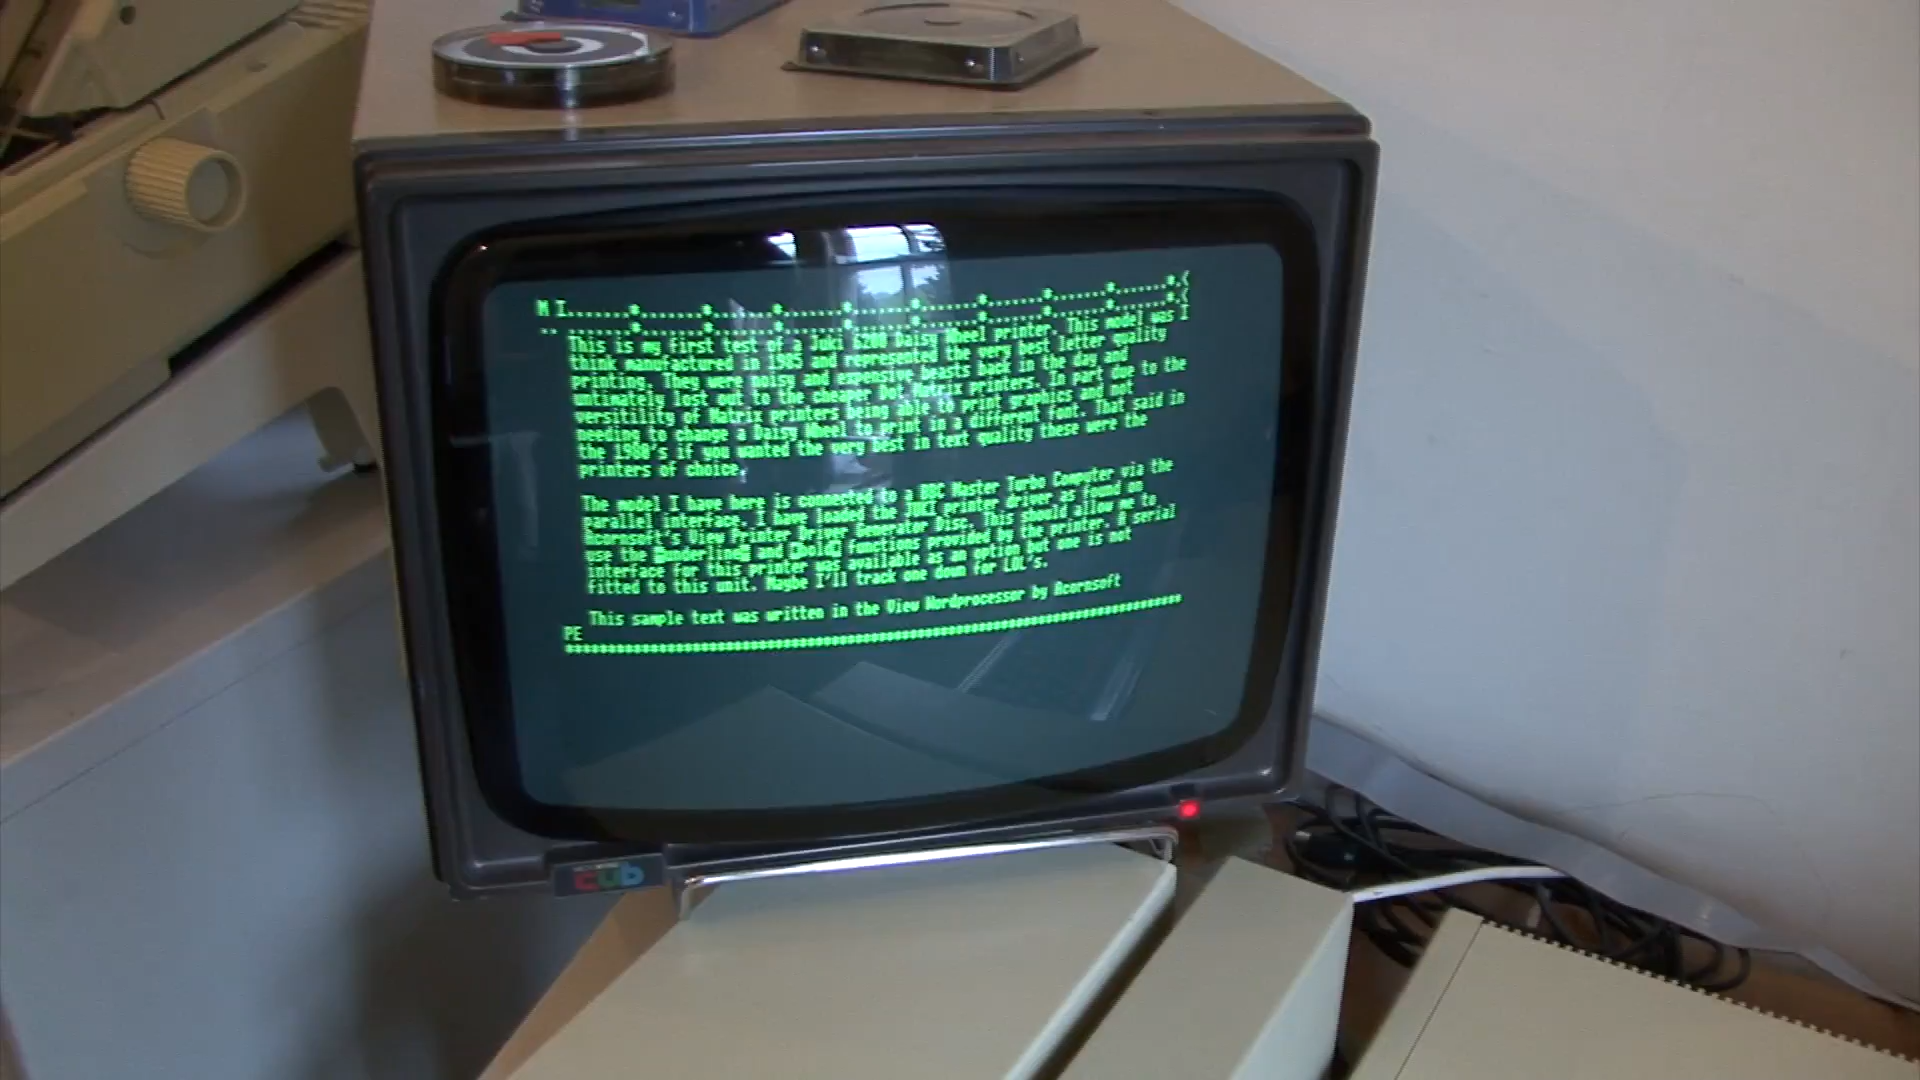 M I.......*.......*.......*.......*.......*.......*.......*.......*.......*.<
.. .......*.......*.......*.......*.......*.......*.......*.......*.......*.<
This is my first test of a Juki 6200 Daisy Wheel printer. This model was I
think manufactured in 1985 and represented the very best letter quality
printing. They were noisy and expensive beasts back in the day and
untimately lost out to the cheaper Dot Matrix printers. In part due to the
versitility of Matrix printers being able to print graphics and not
needing to change a Daisy Wheel to print in a different font. That said in
the 1980's if you wanted the very best in text quality these were the
printers of choice.
The model I have here is connected to a BBC Master Turbo Computer via the
Parallel interface. I have loaded the JUKI printer driver as found on
Acornsoft's View Printer Driver Generator Disc. This should allow me to
use the underline and bold functions provided by the printer. A serial
interface for this printer was available as an option but one is not
fitted to this unit. Maybe I'll track one down for LOL's.
This sample text was written in the View Wordprocessor by Acornsoft
PE
cub